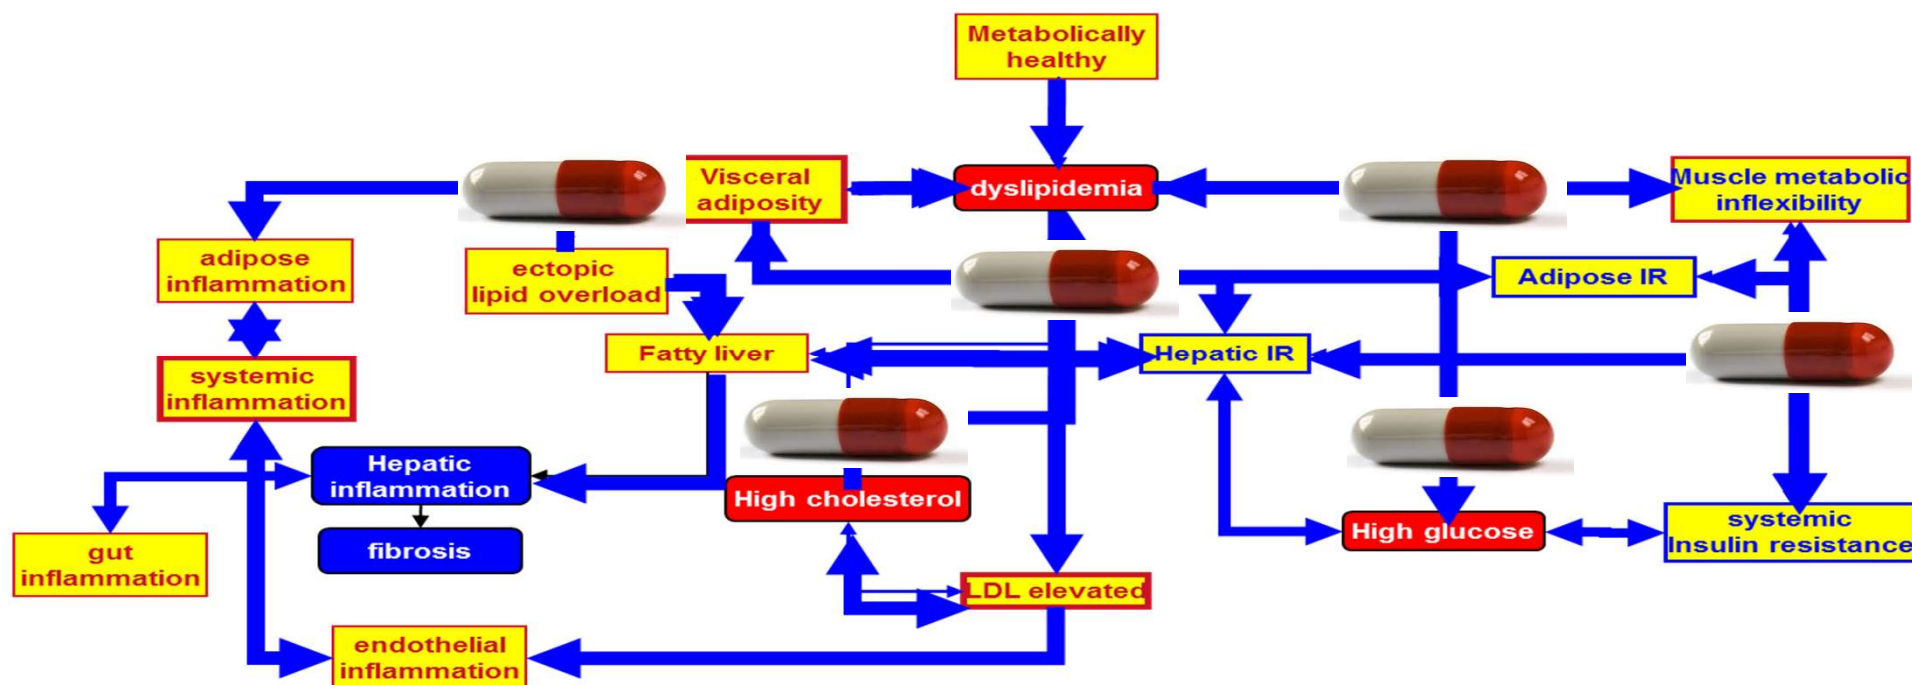 Metabolically
healthy
Visceral
adiposity
dyslipidemia
Muscle metabolic
inflexibility
adipose
inflammation
ectopic
lipid overload
Adipose IR
Fatty liver
Hepatic IR
systemic
inflammation
Hepatic
inflammation
High cholesterol
High glucose
systemic
Insulin resistance
gut
inflammation
fibrosis
LDL elevated
endothelial
inflammation